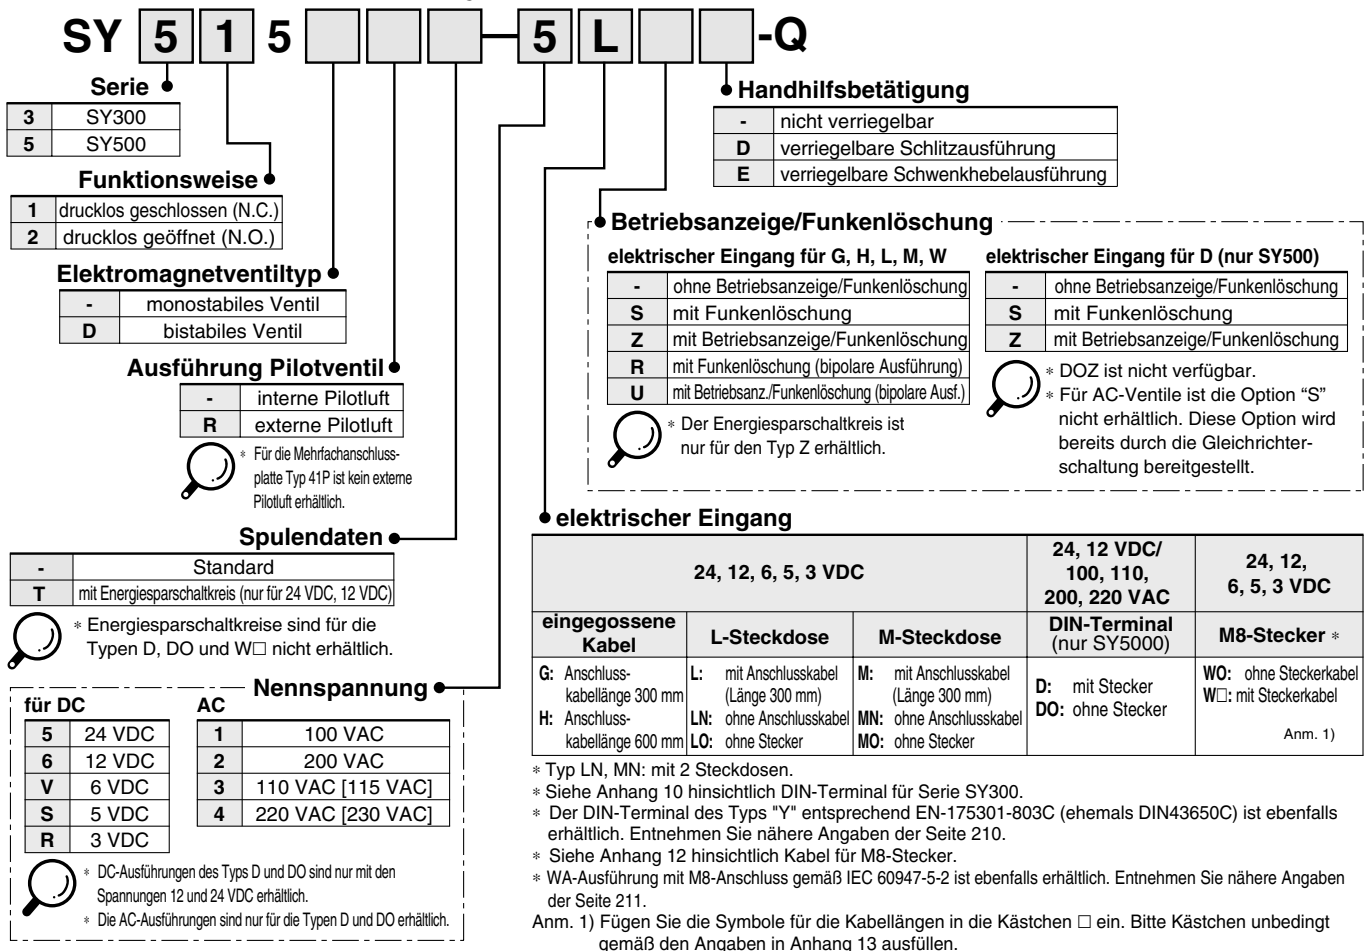 SY 5 1 5 - 5 L -Q
Serie
3 SY300
5 SY500
Funktionsweise
1 drucklos geschlossen (N.C.)
2 drucklos geöffnet (N.O.)
Elektromagnetventiltyp
- monostabiles Ventil
D bistabiles Ventil
Ausführung Pilotventil
- interne Pilotluft
R externe Pilotluft
* Für die Mehrfachanschluss-
platte Typ 41P ist kein externe
Pilotluft erhältlich.
Spulendaten
- Standard
T mit Energiesparschaltkreis (nur für 24 VDC, 12 VDC)
* Energiesparschaltkreise sind für die
Typen D, DO und W□ nicht erhältlich.
Nennspannung
für DC
5 24 VDC
6 12 VDC
V 6 VDC
S 5 VDC
R 3 VDC
AC
1 100 VAC
2 200 VAC
3 110 VAC [115 VAC]
4 220 VAC [230 VAC]
* DC-Ausführungen des Typs D und DO sind nur mit den
Spannungen 12 und 24 VDC erhältlich.
* Die AC-Ausführungen sind nur für die Typen D und DO erhältlich.
Handhilfsbetätigung
- nicht verriegelbar
D verriegelbare Schlitzausführung
E verriegelbare Schwenkhebelausführung
Betriebsanzeige/Funkenlöschung
elektrischer Eingang für G, H, L, M, W
- ohne Betriebsanzeige/Funkenlöschung
S mit Funkenlöschung
Z mit Betriebsanzeige/Funkenlöschung
R mit Funkenlöschung (bipolare Ausführung)
U mit Betriebsanz./Funkenlöschung (bipolare Ausf.)
* Der Energiesparschaltkreis ist
nur für den Typ Z erhältlich.
elektrischer Eingang für D (nur SY500)
- ohne Betriebsanzeige/Funkenlöschung
S mit Funkenlöschung
Z mit Betriebsanzeige/Funkenlöschung
* DOZ ist nicht verfügbar.
* Für AC-Ventile ist die Option “S”
nicht erhältlich. Diese Option wird
bereits durch die Gleichrichter-
schaltung bereitgestellt.
elektrischer Eingang
24, 12, 6, 5, 3 VDC
24, 12 VDC/
100, 110,
200, 220 VAC
24, 12,
6, 5, 3 VDC
eingegossene
Kabel
L-Steckdose
M-Steckdose
DIN-Terminal
(nur SY5000)
M8-Stecker *
G: Anschluss-
kabellänge 300 mm
H: Anschluss-
kabellänge 600 mm
L: mit Anschlusskabel
(Länge 300 mm)
LN: ohne Anschlusskabel
LO: ohne Stecker
M: mit Anschlusskabel
(Länge 300 mm)
MN: ohne Anschlusskabel
MO: ohne Stecker
D: mit Stecker
DO: ohne Stecker
WO: ohne Steckerkabel
W□: mit Steckerkabel
Anm. 1)
* Typ LN, MN: mit 2 Steckdosen.
* Siehe Anhang 10 hinsichtlich DIN-Terminal für Serie SY300.
* Der DIN-Terminal des Typs "Y" entsprechend EN-175301-803C (ehemals DIN43650C) ist ebenfalls
erhältlich. Entnehmen Sie nähere Angaben der Seite 210.
* Siehe Anhang 12 hinsichtlich Kabel für M8-Stecker.
* WA-Ausführung mit M8-Anschluss gemäß IEC 60947-5-2 ist ebenfalls erhältlich. Entnehmen Sie nähere Angaben
der Seite 211.
Anm. 1) Fügen Sie die Symbole für die Kabellängen in die Kästchen □ ein. Bitte Kästchen unbedingt
gemäß den Angaben in Anhang 13 ausfüllen.